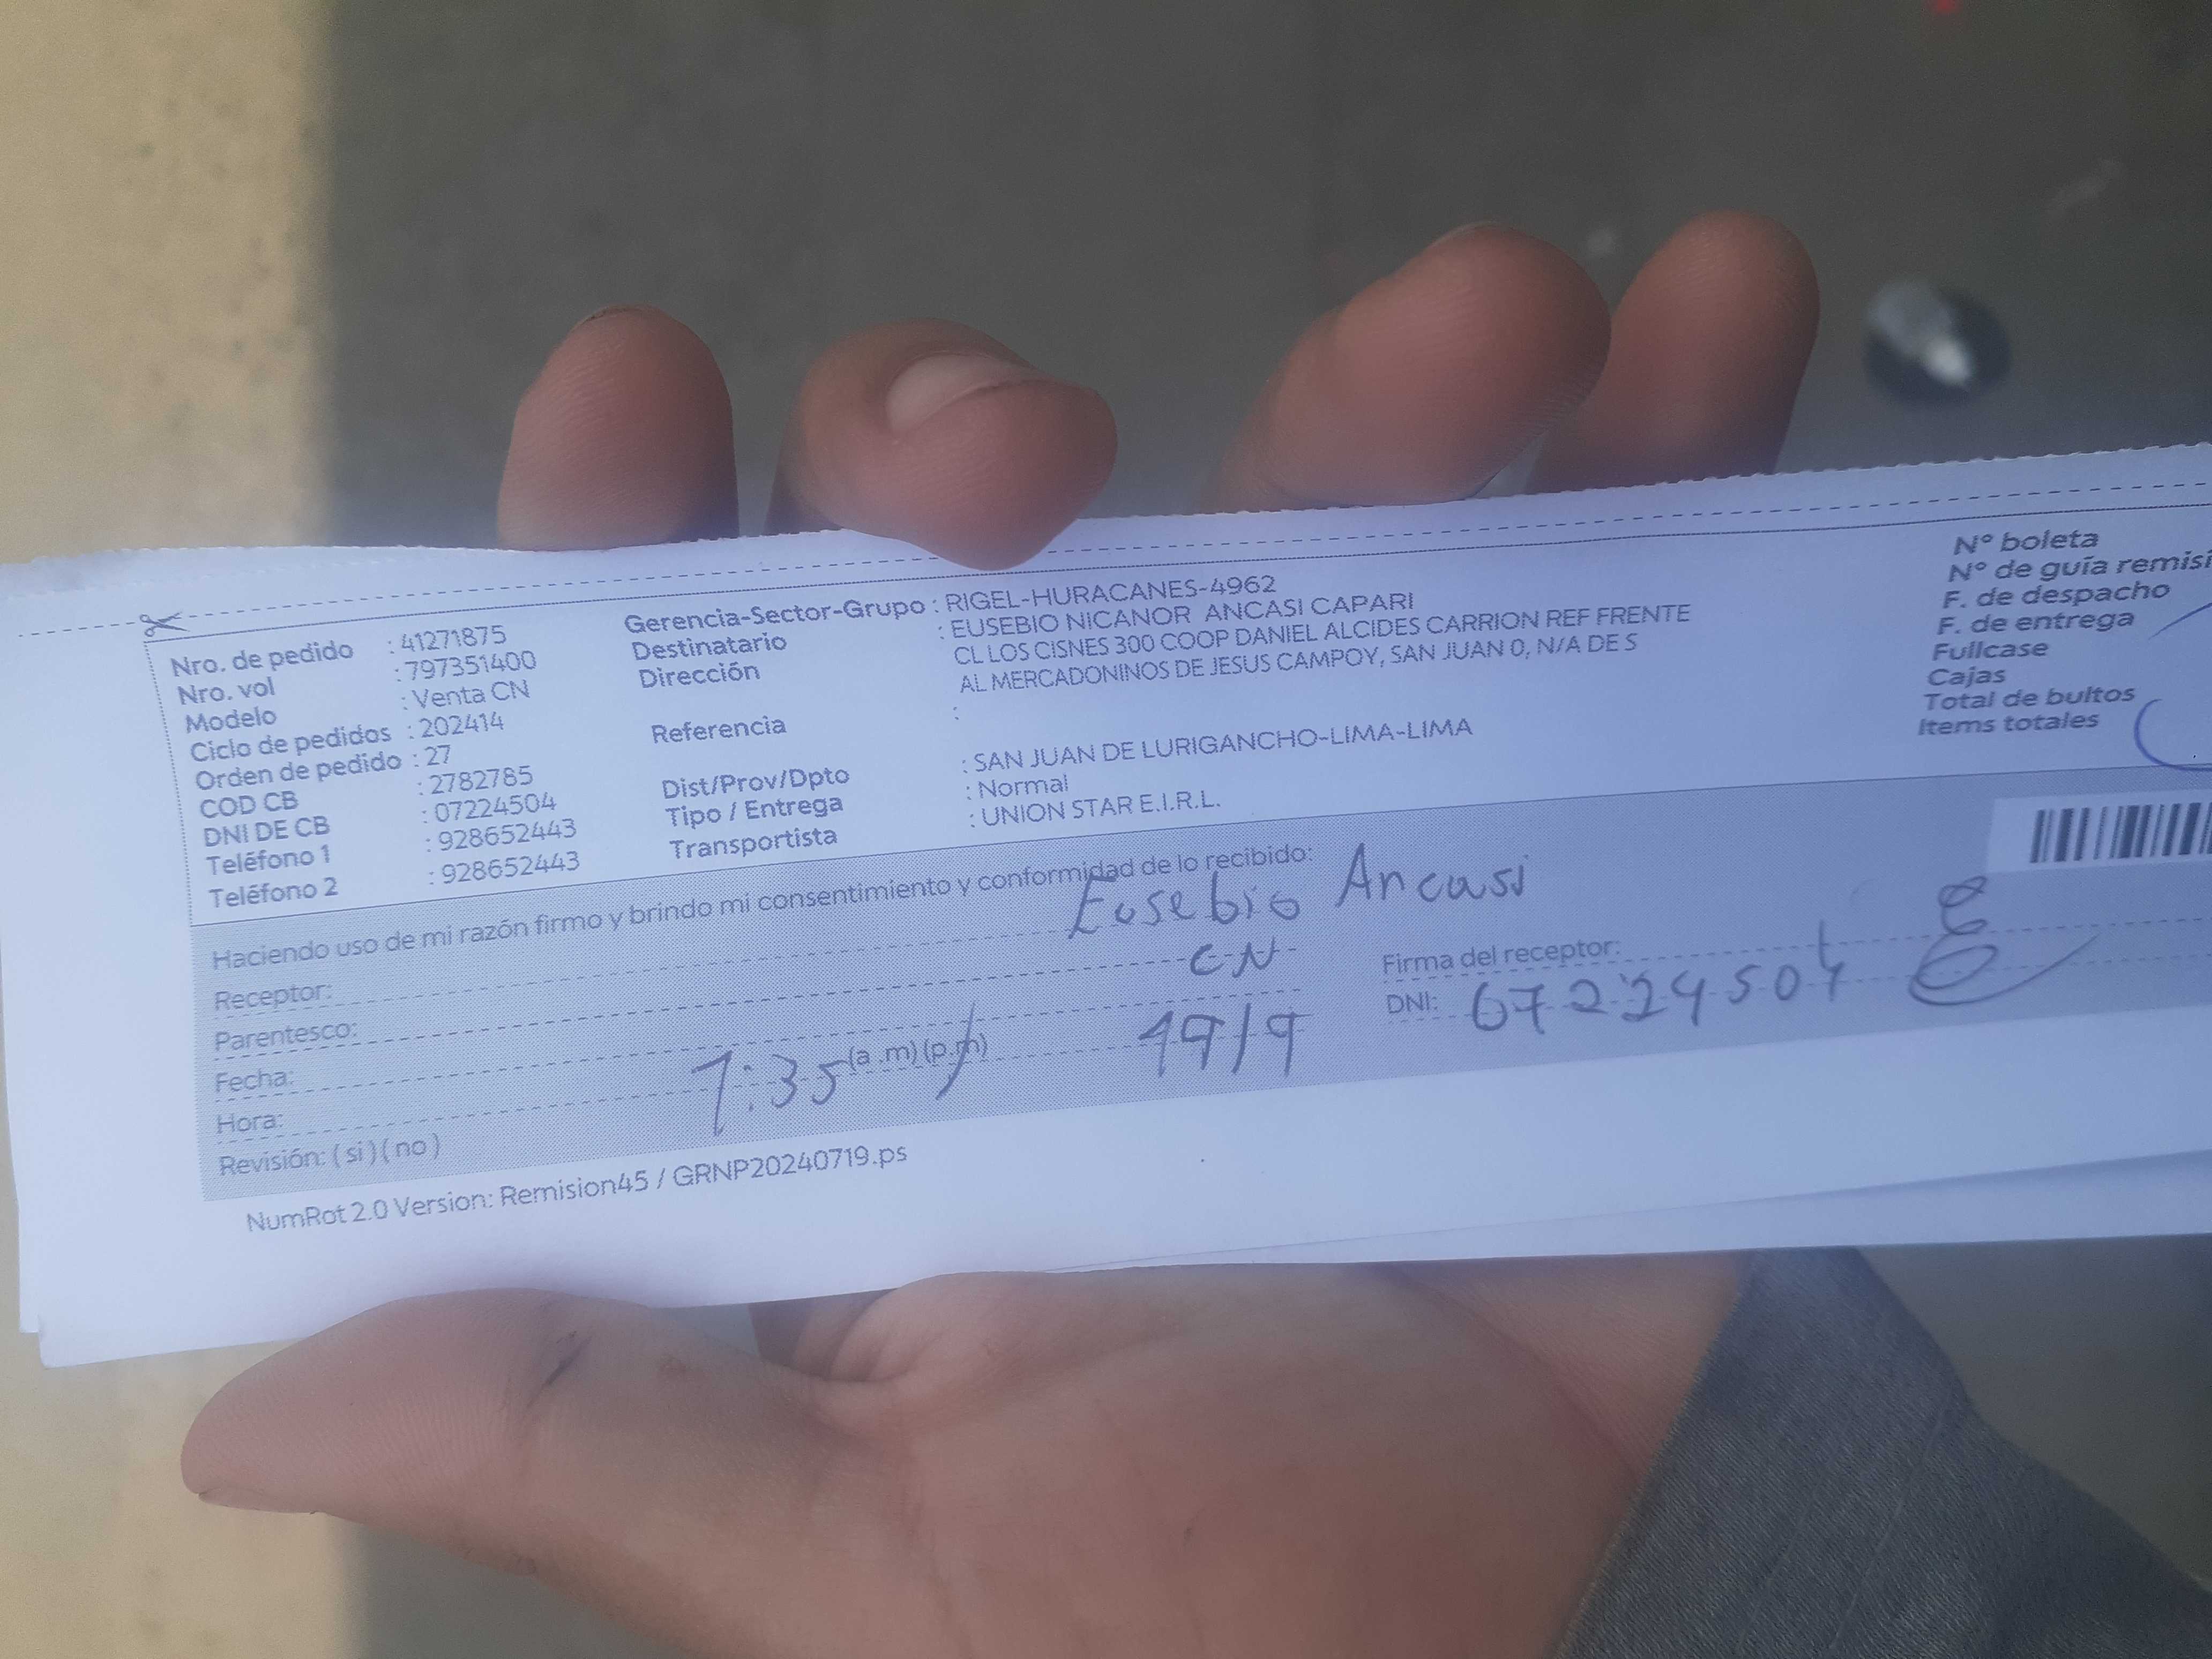 Nro. de pedido : 41271875
Nro. vol : 797351400
Modelo : Venta CN
Ciclo de pedidos : 202414
Orden de pedido : 27
COD CB : 2782785
DNI DE CB : 07224504
Teléfono 1 : 928652443
Teléfono 2 : 928652443
Gerencia-Sector-Grupo : RIGEL-HURACANES-4962
Destinatario : EUSEBIO NICANOR ANCASI CAPARI
Dirección CL LOS CISNES 300 COOP DANIEL ALCIDES CARRION REF FRENTE
AL MERCADONINOS DE JESUS CAMPOY, SAN JUAN 0, N/A DE S
Referencia :
Dist/Prov/Dpto : SAN JUAN DE LURIGANCHO-LIMA-LIMA
Tipo / Entrega : Normal
Transportista : UNION STAR E.I.R.L.
N° boleta
N° de guía remisi
F. de despacho
F. de entrega
Fullcase
Cajas
Total de bultos
Items totales
Haciendo uso de mi razón firmo y brindo mi consentimiento y conformidad de lo recibido:
Receptor: Eusebio Ancasi
Parentesco: CN
Fecha: 19/9
Hora: 1:35 (a .m) (p.m)
Revisión: ( si ) ( no )
Firma del receptor:
DNI: 07224504
NumRot 2.0 Version: Remision45 / GRNP20240719.ps